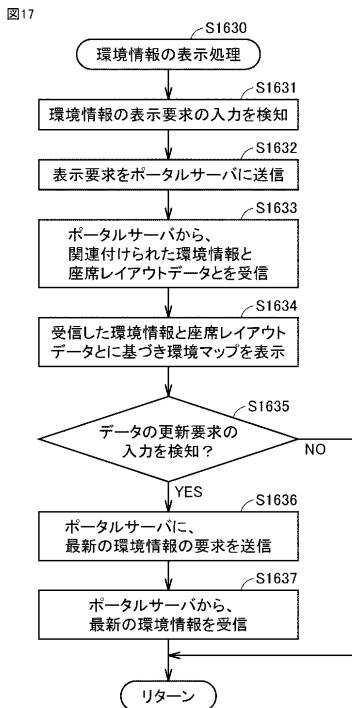 図17
S1630
環境情報の表示処理
S1631
環境情報の表示要求の入力を検知
S1632
表示要求をポータルサーバに送信
S1633
ポータルサーバから、
関連付けられた環境情報と
座席レイアウトデータとを受信
S1634
受信した環境情報と座席レイアウト
データとに基づき環境マップを表示
S1635
データの更新要求の
入力を検知?
NO
YES
S1636
ポータルサーバに、
最新の環境情報の要求を送信
S1637
ポータルサーバから、
最新の環境情報を受信
リターン